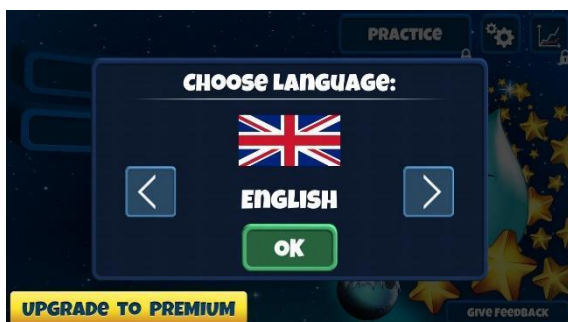 PRACTICE
CHOOSE LANGUAGE:
ENGLISH
OK
UPGRADE TO PREMIUM
GIVE FEEDBACK